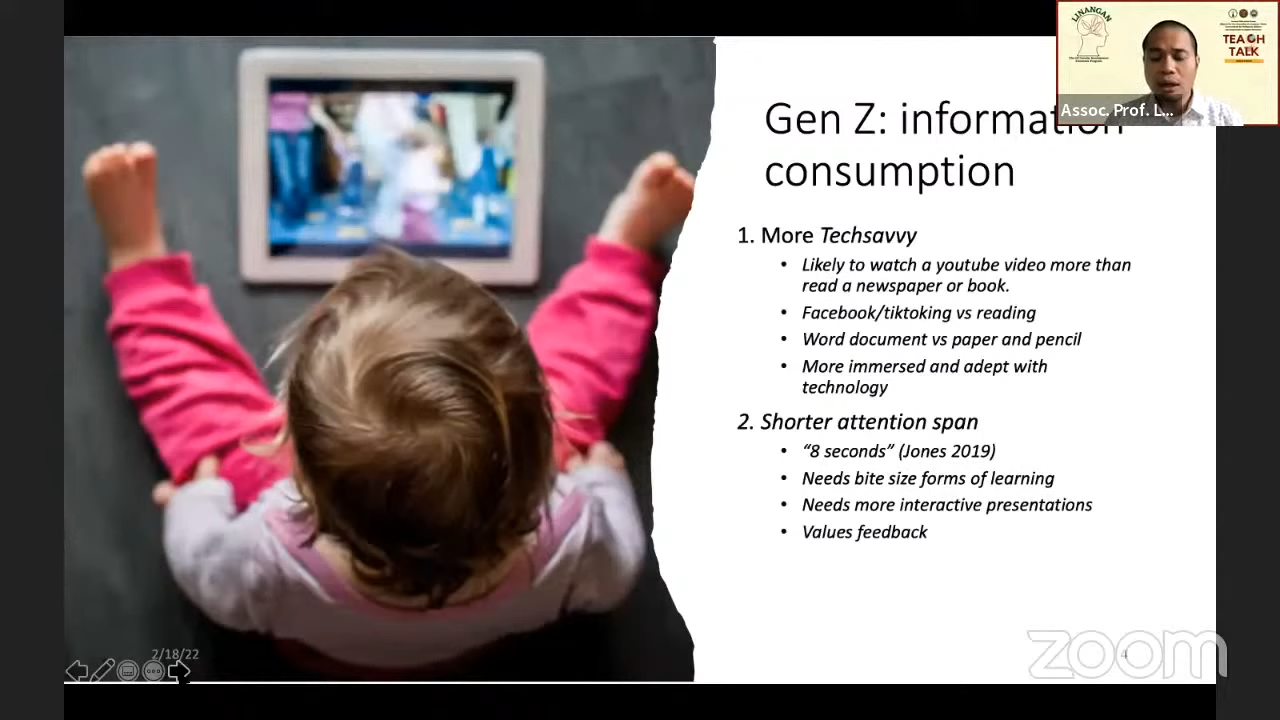 LINANGAN
TEACH
TALK
Assoc. Prof. L...
Gen Z: information
consumption
1. More Techsavvy
• Likely to watch a youtube video more than
read a newspaper or book.
• Facebook/tiktoking vs reading
• Word document vs paper and pencil
• More immersed and adept with
technology
2. Shorter attention span
• “8 seconds” (Jones 2019)
• Needs bite size forms of learning
• Needs more interactive presentations
• Values feedback
2/18/22
4
zoom